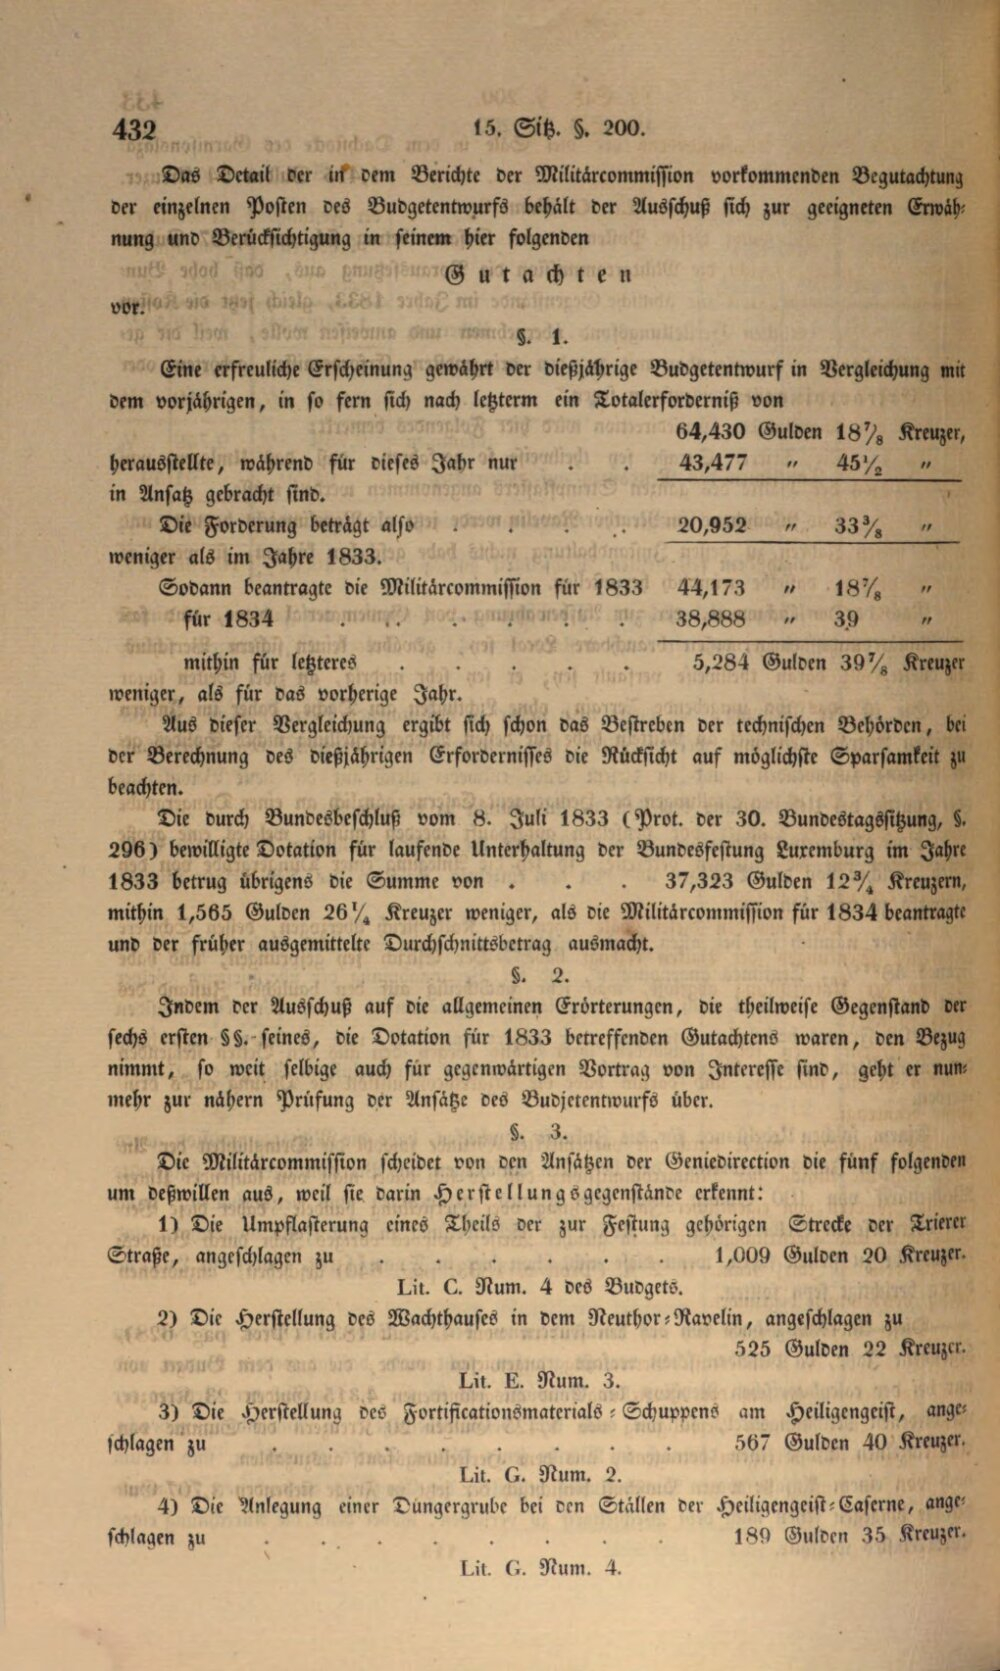 432 15. Sitz. §. 200.
Das Detail der in dem Berichte der Militärcommission vorkommenden Begutachtung
der einzelnen Posten des Budgetentwurfs behält der Ausschuß sich zur geeigneten Erwäh-
nung und Berücksichtigung in seinem hier folgenden
Gutachten
vor.
§. 1.
Eine erfreuliche Erscheinung gewährt der dießjährige Budgetentwurf in Vergleichung mit
dem vorjährigen, in so fern sich nach letzterm ein Totalerforderniß von
64,430 Gulden 18⅞ Kreuzer,
herausstellte, während für dieses Jahr nur . . 43,477 „ 45½ „
in Ansatz gebracht sind.
Die Forderung beträgt also . . . . 20,952 „ 33⅜ „
weniger als im Jahre 1833.
Sodann beantragte die Militärcommission für 1833 44,173 „ 18⅞ „
für 1834 . . . . . . 38,888 „ 39 „
mithin für letzteres . . . . . 5,284 Gulden 39⅞ Kreuzer
weniger, als für das vorherige Jahr.
Aus dieser Vergleichung ergibt sich schon das Bestreben der technischen Behörden, bei
der Berechnung des dießjährigen Erfordernisses die Rücksicht auf möglichste Sparsamkeit zu
beachten.
Die durch Bundesbeschluß vom 8. Juli 1833 (Prot. der 30. Bundestagssitzung, §.
296) bewilligte Dotation für laufende Unterhaltung der Bundesfestung Luxemburg im Jahre
1833 betrug übrigens die Summe von . . . 37,323 Gulden 12¾ Kreuzern,
mithin 1,565 Gulden 26¼ Kreuzer weniger, als die Militärcommission für 1834 beantragte
und der früher ausgemittelte Durchschnittsbetrag ausmacht.
§. 2.
Indem der Ausschuß auf die allgemeinen Erörterungen, die theilweise Gegenstand der
sechs ersten §§. seines, die Dotation für 1833 betreffenden Gutachtens waren, den Bezug
nimmt, so weit selbige auch für gegenwärtigen Vortrag von Interesse sind, geht er nun-
mehr zur nähern Prüfung der Ansätze des Budjetentwurfs über.
§. 3.
Die Militärcommission scheidet von den Ansätzen der Geniedirection die fünf folgenden
um deßwillen aus, weil sie darin Herstellungsgegenstände erkennt:
1) Die Umpflasterung eines Theils der zur Festung gehörigen Strecke der Trierer
Straße, angeschlagen zu . . . . . 1,009 Gulden 20 Kreuzer.
Lit. C. Num. 4 des Budgets.
2) Die Herstellung des Wachthauses in dem Neuthor-Ravelin, angeschlagen zu
525 Gulden 22 Kreuzer.
Lit. E. Num. 3.
3) Die Herstellung des Fortificationsmaterials-Schuppens am Heiligengeist, ange-
schlagen zu . . . . . . . . 567 Gulden 40 Kreuzer.
Lit. G. Num. 2.
4) Die Anlegung einer Dungergrube bei den Ställen der Heiligengeist-Caserne, ange-
schlagen zu . . . . . . . . 189 Gulden 35 Kreuzer.
Lit. G. Num. 4.